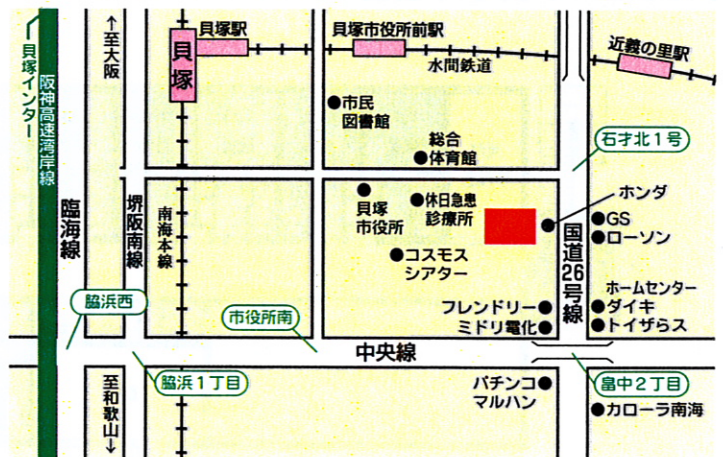 ↑至大阪
貝塚インター
阪神高速湾岸線
臨海線
堺阪南線
貝塚
貝塚駅
貝塚市役所前駅
水間鉄道
近義の里駅
市民
図書館
総合
体育館
石才北1号
南海本線
貝塚
市役所
休日急患
診療所
ホンダ
GS
ローソン
コスモス
シアター
国道26号線
ホームセンター
ダイキ
トイザらス
フレンドリー
ミドリ電化
脇浜西
市役所南
中央線
脇浜1丁目
畠中2丁目
至和歌山↓
パチンコ
マルハン
カローラ南海